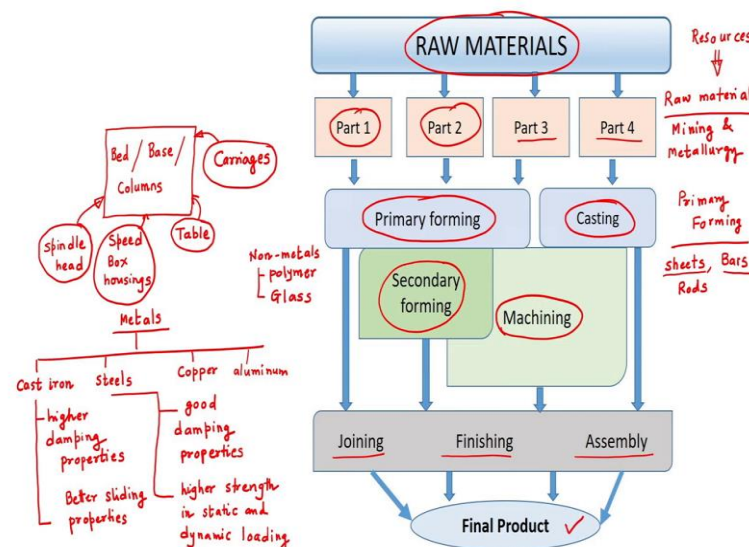 RAW MATERIALS
Resources
Part 1
Part 2
Part 3
Part 4
Raw material
Mining &
Metallurgy
Bed / Base /
Columns
Carriages
Spindle
head
Speed
Box
housings
Table
Primary forming
Casting
Primary
Forming
sheets, Bars
Rods
Non-metals
polymer
Glass
Secondary
forming
Machining
Metals
Cast iron
Steels
Copper
aluminum
higher
damping
properties
Better sliding
properties
good
damping
properties
higher strength
in static and
dynamic loading
Joining
Finishing
Assembly
Final Product